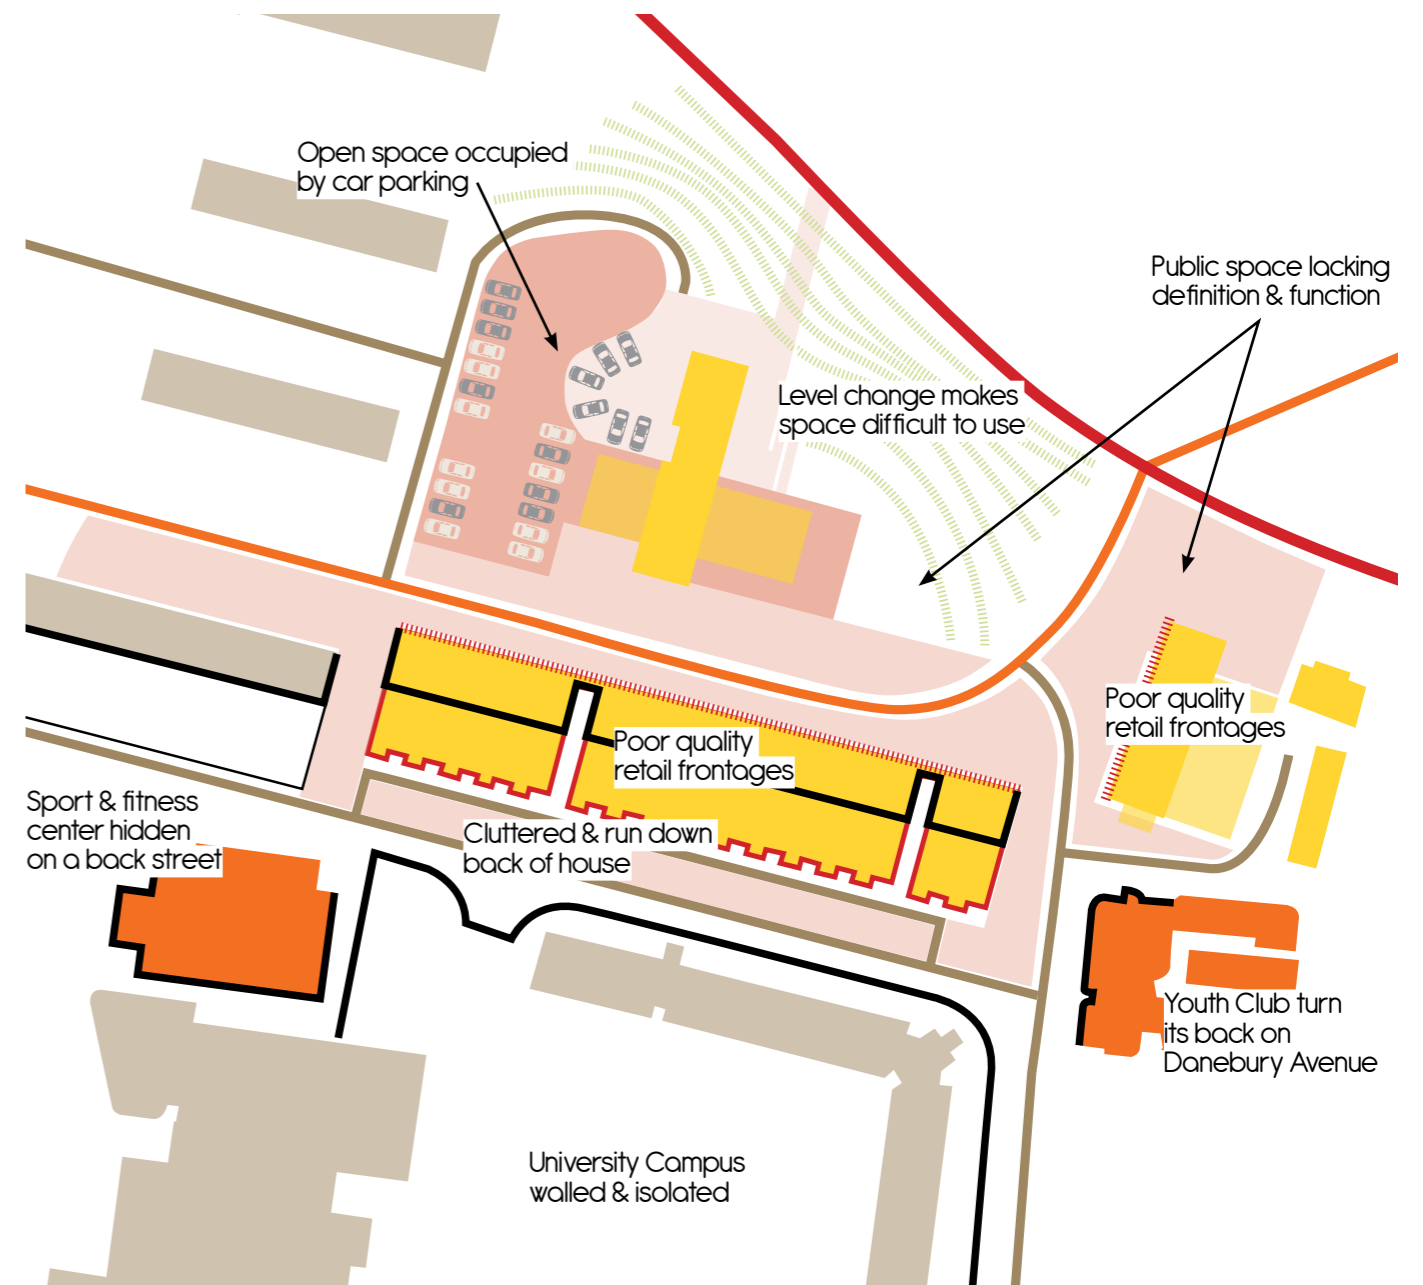 Open space occupied
by car parking
Public space lacking
definition & function
Level change makes
space difficult to use
Poor quality
retail frontages
Poor quality
retail frontages
Sport & fitness
center hidden
on a back street
Cluttered & run down
back of house
Youth Club turn
its back on
Danebury Avenue
University Campus
walled & isolated